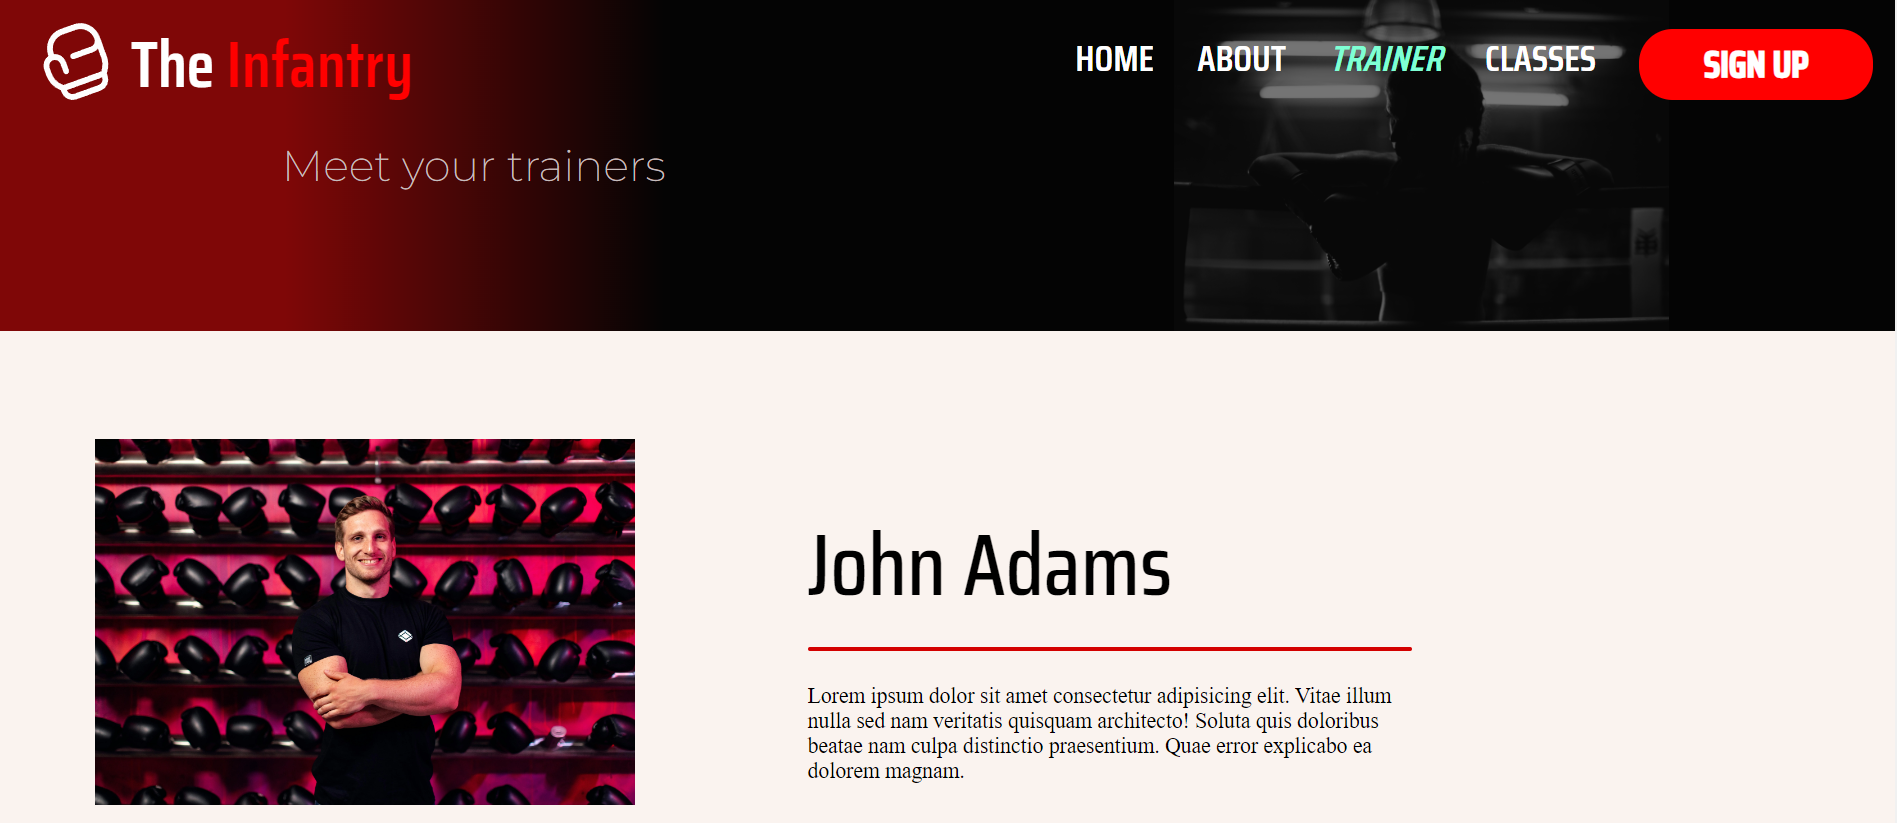 The Infantry
HOME ABOUT TRAINER CLASSES SIGN UP
Meet your trainers
John Adams
Lorem ipsum dolor sit amet consectetur adipisicing elit. Vitae illum
nulla sed nam veritatis quisquam architecto! Soluta quis doloribus
beatae nam culpa distinctio praesentium. Quae error explicabo ea
dolorem magnam.